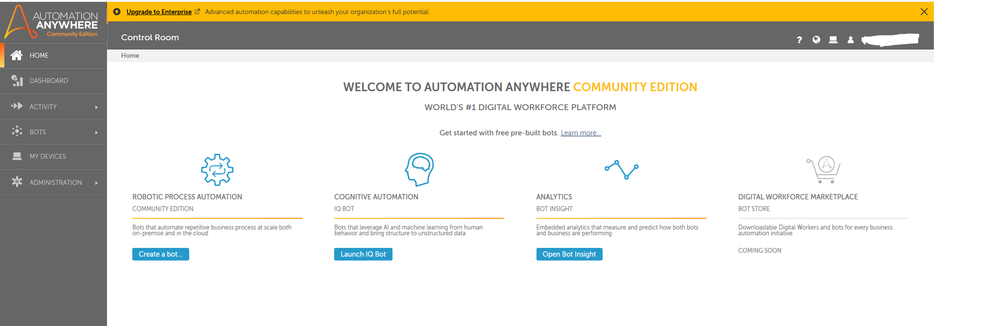 AUTOMATION
ANYWHERE
Community Edition
Upgrade to Enterprise Advanced automation capabilities to unleash your organization's full potential.
Control Room
?
Home
HOME
DASHBOARD
ACTIVITY
BOTS
MY DEVICES
ADMINISTRATION
WELCOME TO AUTOMATION ANYWHERE COMMUNITY EDITION
WORLD'S #1 DIGITAL WORKFORCE PLATFORM
Get started with free pre-built bots. Learn more...
ROBOTIC PROCESS AUTOMATION
COMMUNITY EDITION
Bots that automate repetitive business process at scale both
on-premise and in the cloud
Create a bot...
COGNITIVE AUTOMATION
IQ BOT
Bots that leverage AI and machine learning from human
behavior and bring structure to unstructured data
Launch IQ Bot
ANALYTICS
BOT INSIGHT
Embedded analytics that measure and predict how both bots
and business are performing
Open Bot Insight
DIGITAL WORKFORCE MARKETPLACE
BOT STORE
Downloadable Digital Workers and bots for every business
automation initiative
COMING SOON